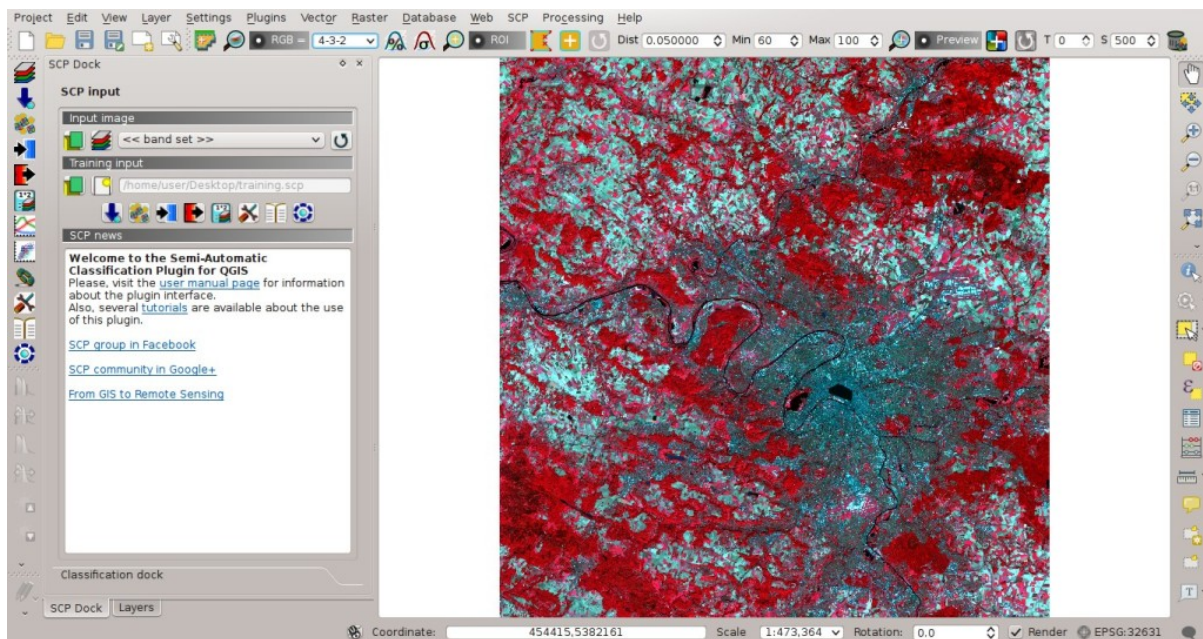 Project Edit View Layer Settings Plugins Vector Raster Database Web SCP Processing Help
RGB = 4-3-2 ROI Dist 0.050000 Min 60 Max 100 Preview T 0 S 500
SCP Dock
SCP input
Input image
<< band set >>
Training input
/home/user/Desktop/training.scp
SCP news
Welcome to the Semi-Automatic
Classification Plugin for QGIS
Please, visit the user manual page for information
about the plugin interface.
Also, several tutorials are available about the use
of this plugin.
SCP group in Facebook
SCP community in Google+
From GIS to Remote Sensing
Classification dock
SCP Dock Layers
Coordinate: 454415,5382161 Scale 1:473,364 Rotation: 0.0 Render EPSG:32631